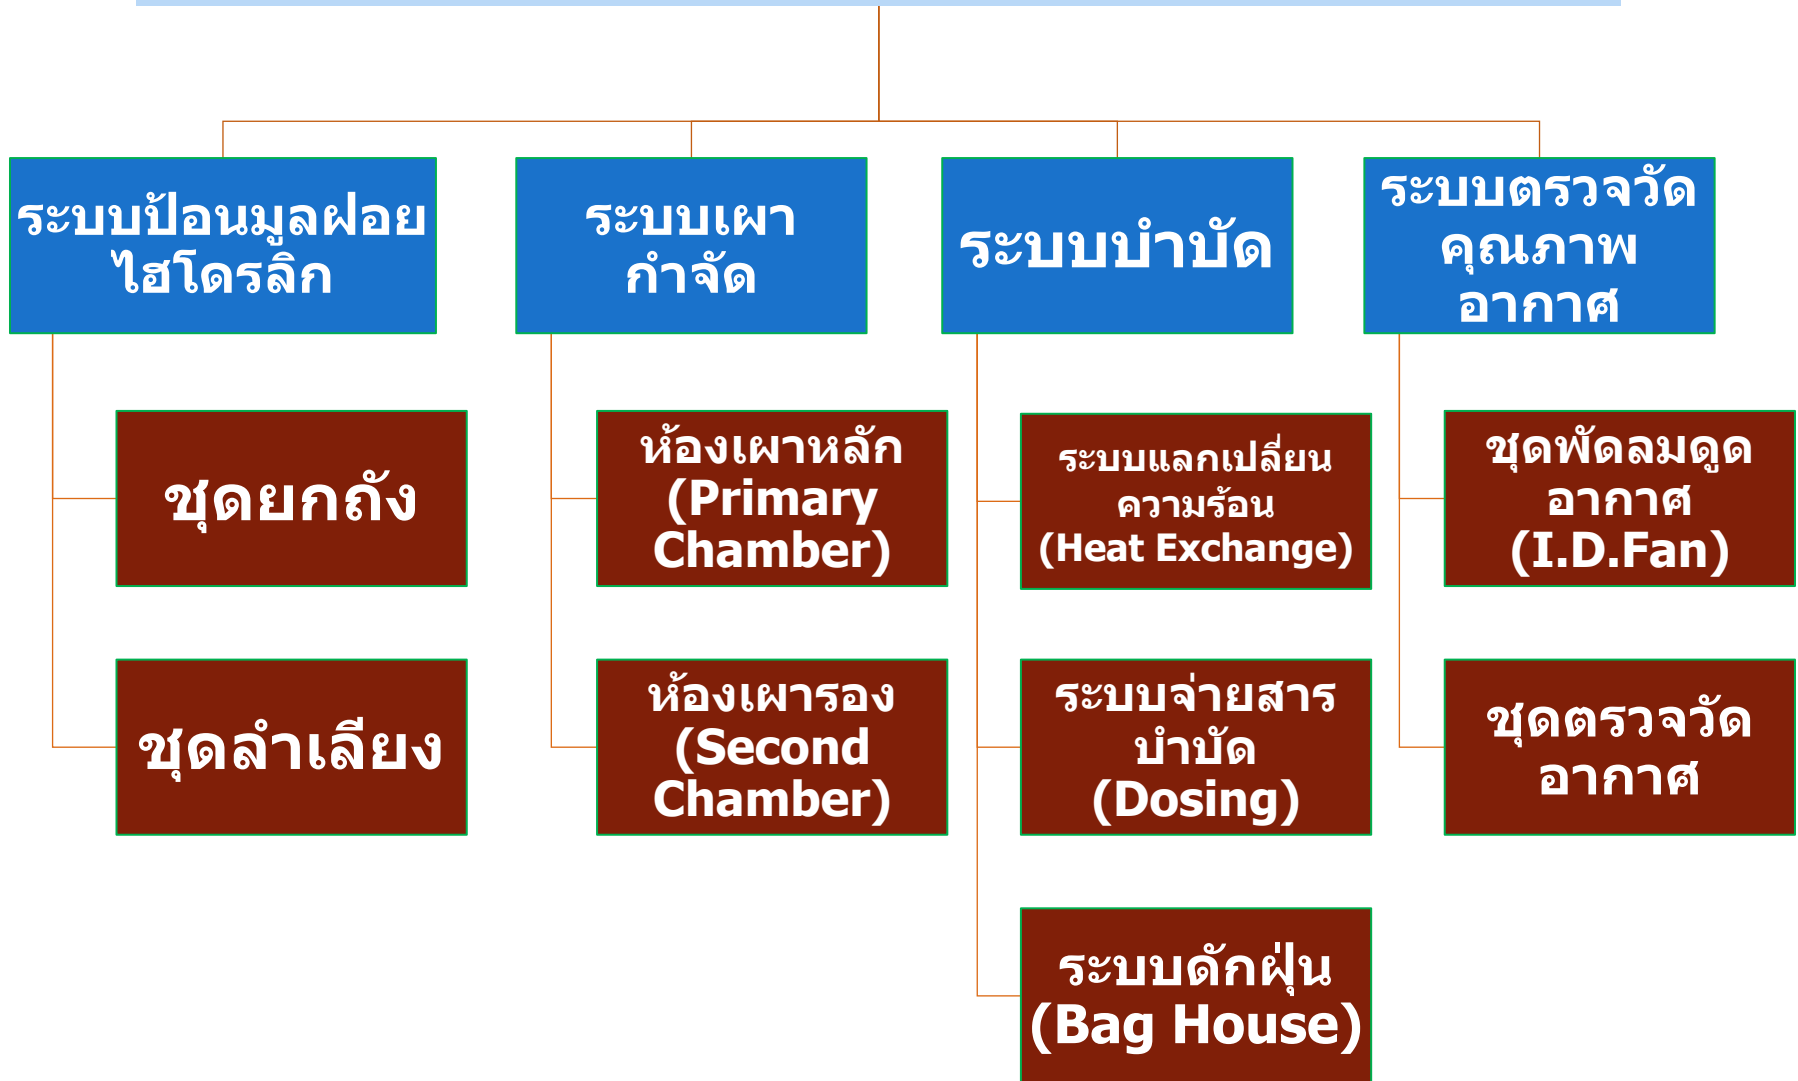 ระบบป้อนมูลฝอย
ไฮโดรลิก
ระบบเผา
กำจัด
ระบบบำบัด
ระบบตรวจวัด
คุณภาพ
อากาศ
ชุดยกถัง
ห้องเผาหลัก
(Primary
Chamber)
ระบบแลกเปลี่ยน
ความร้อน
(Heat Exchange)
ชุดพัดลมดูด
อากาศ
(I.D.Fan)
ชุดลำเลียง
ห้องเผารอง
(Second
Chamber)
ระบบจ่ายสาร
บำบัด
(Dosing)
ชุดตรวจวัด
อากาศ
ระบบดักฝุ่น
(Bag House)